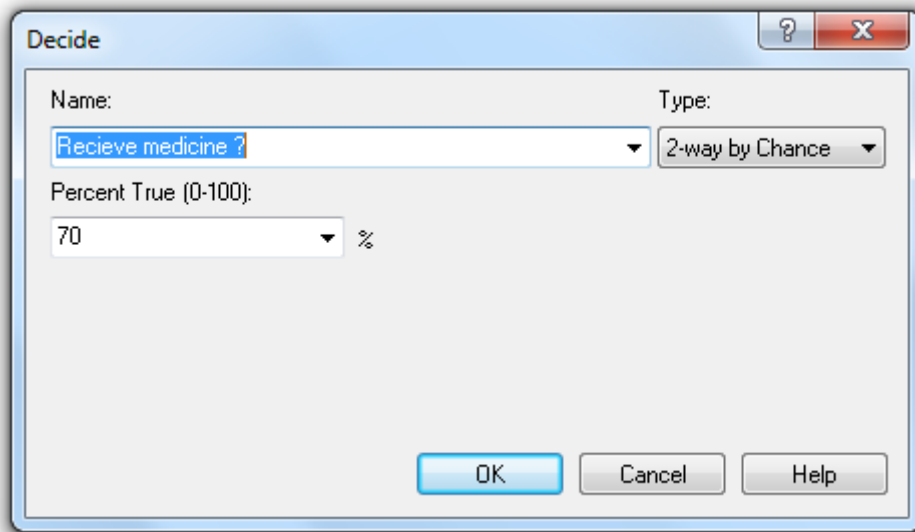 Decide
Name: Type:
Recieve medicine ? 2-way by Chance
Percent True (0-100):
70 %
OK Cancel Help